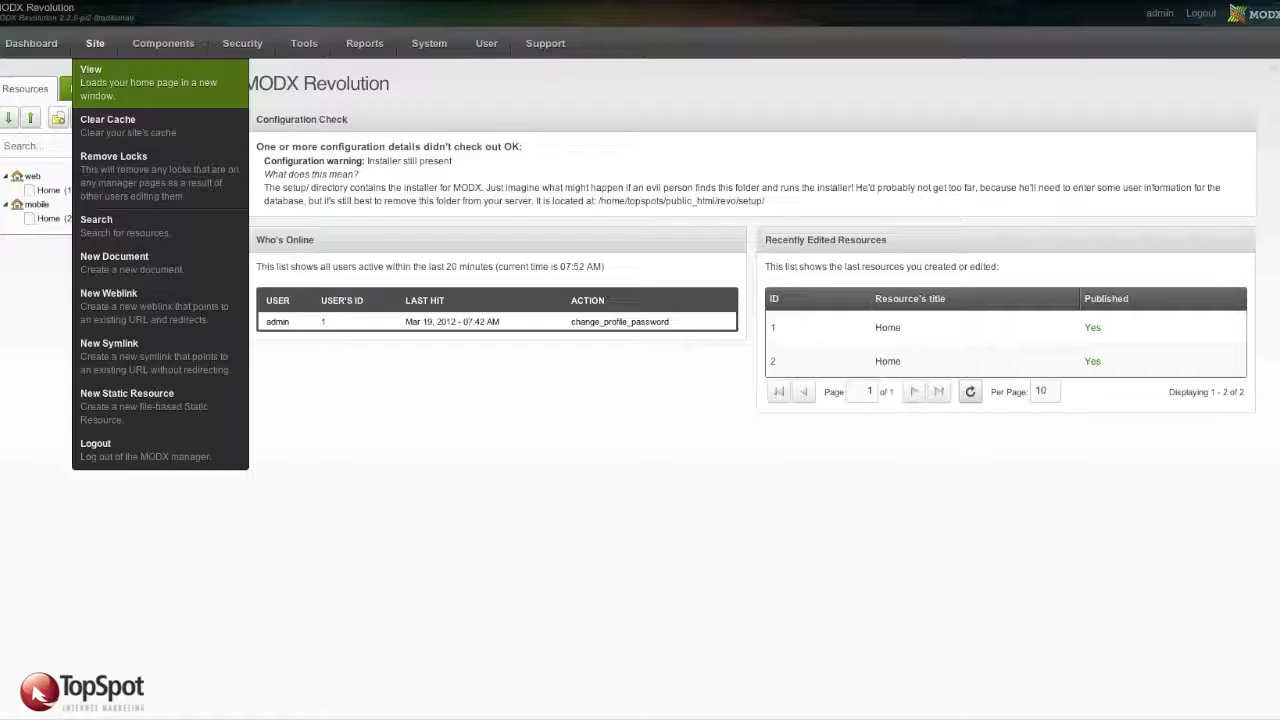 MODX Revolution
MODX Revolution 2.2.0-pl2 (traditional)
admin Logout MODX
Dashboard Site Components Security Tools Reports System User Support
Resources
MODX Revolution
View
Loads your home page in a new
window.
Clear Cache
Clear your site's cache
Remove Locks
This will remove any locks that are on
any manager pages as a result of
other users editing them.
Search
Search for resources.
New Document
Create a new document.
New Weblink
Create a new weblink that points to
an existing URL and redirects.
New Symlink
Create a new symlink that points to
an existing URL without redirecting.
New Static Resource
Create a new file-based Static
Resource.
Logout
Log out of the MODX manager.
Search...
web
Home (1
mobile
Home (2
Configuration Check
One or more configuration details didn't check out OK:
Configuration warning: Installer still present
What does this mean?
The setup/ directory contains the installer for MODX. Just imagine what might happen if an evil person finds this folder and runs the installer! He'd probably not get too far, because he'll need to enter some user information for the
database, but it's still best to remove this folder from your server. It is located at: /home/topspots/public_html/revo/setup/
Who's Online
This list shows all users active within the last 20 minutes (current time is 07:52 AM)
USER USER'S ID LAST HIT ACTION
admin 1 Mar 19, 2012 - 07:42 AM change_profile_password
Recently Edited Resources
This list shows the last resources you created or edited:
ID Resource's title Published
1 Home Yes
2 Home Yes
Page 1 of 1 Per Page: 10 Displaying 1 - 2 of 2
TopSpot
INTERNET MARKETING